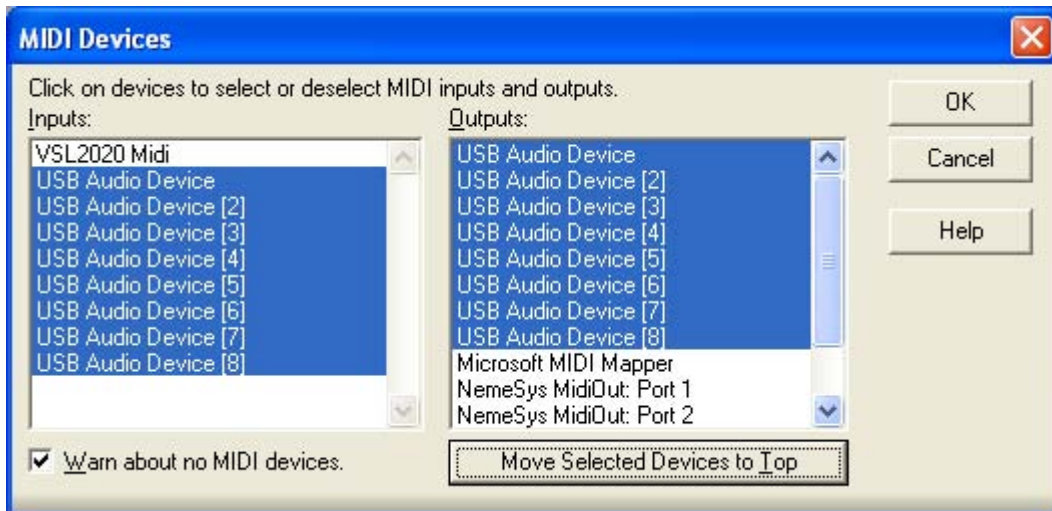 MIDI Devices
Click on devices to select or deselect MIDI inputs and outputs.
Inputs:
VSL2020 Midi
USB Audio Device
USB Audio Device [2]
USB Audio Device [3]
USB Audio Device [4]
USB Audio Device [5]
USB Audio Device [6]
USB Audio Device [7]
USB Audio Device [8]
Warn about no MIDI devices.
Outputs:
USB Audio Device
USB Audio Device [2]
USB Audio Device [3]
USB Audio Device [4]
USB Audio Device [5]
USB Audio Device [6]
USB Audio Device [7]
USB Audio Device [8]
Microsoft MIDI Mapper
NemeSys MidiOut: Port 1
NemeSys MidiOut: Port 2
Move Selected Devices to Top
OK
Cancel
Help